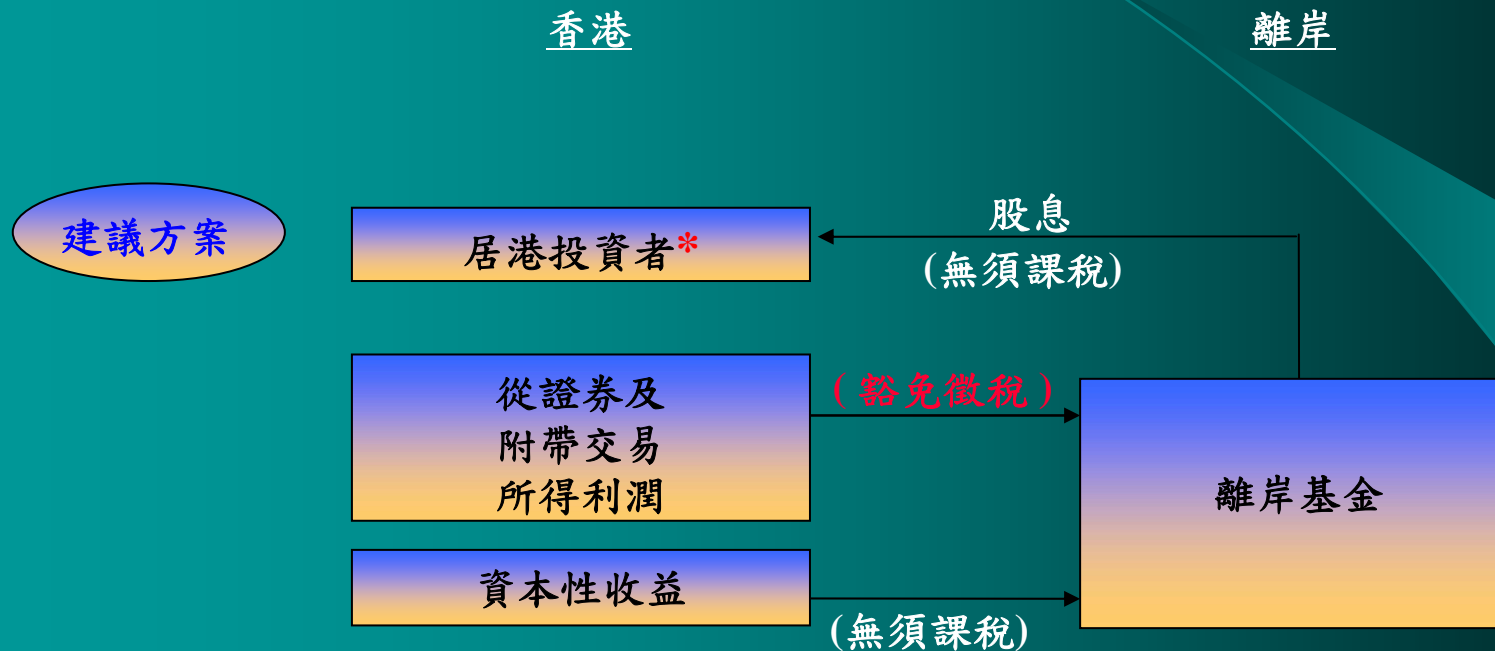 香港
離岸
建議方案
居港投資者*
股息
(無須課稅)
從證券及
附帶交易
所得利潤
(豁免徵稅)
離岸基金
資本性收益
(無須課稅)